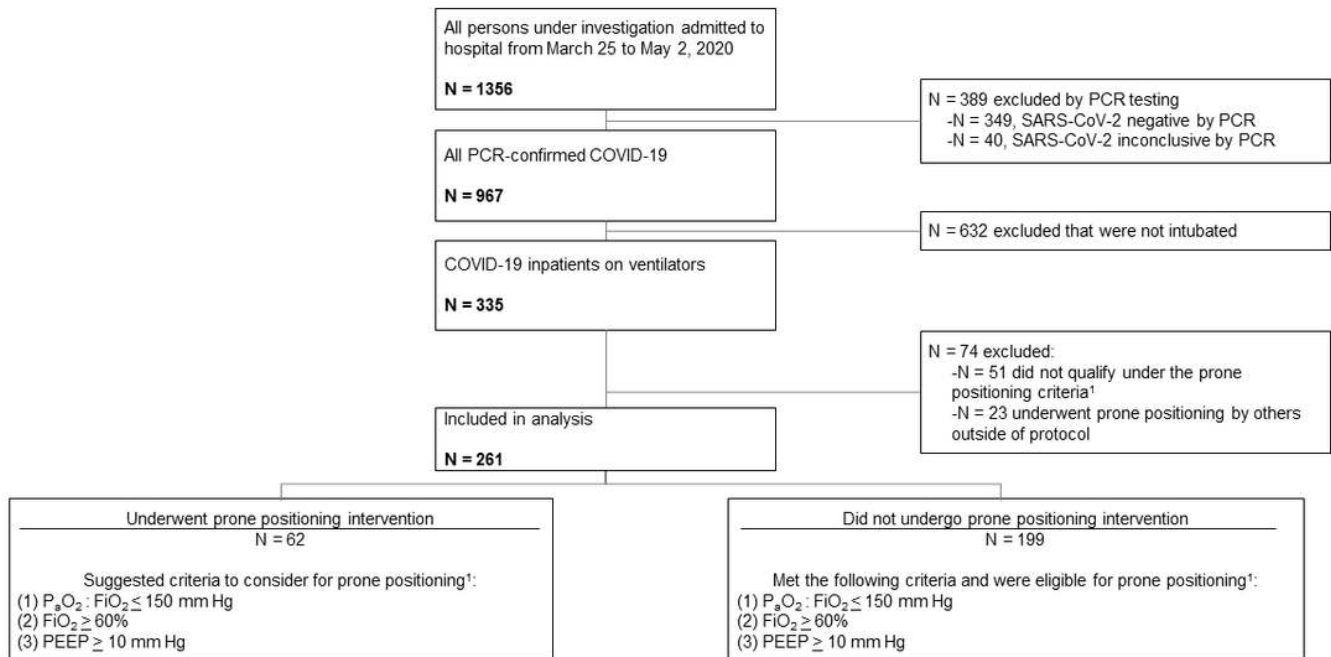 All persons under investigation admitted to
hospital from March 25 to May 2, 2020
N = 1356
N = 389 excluded by PCR testing
-N = 349, SARS-CoV-2 negative by PCR
-N = 40, SARS-CoV-2 inconclusive by PCR
All PCR-confirmed COVID-19
N = 967
N = 632 excluded that were not intubated
COVID-19 inpatients on ventilators
N = 335
N = 74 excluded:
-N = 51 did not qualify under the prone
positioning criteria¹
-N = 23 underwent prone positioning by others
outside of protocol
Included in analysis
N = 261
Underwent prone positioning intervention
N = 62
Suggested criteria to consider for prone positioning¹:
(1) PₐO₂ : FiO₂ ≤ 150 mm Hg
(2) FiO₂ ≥ 60%
(3) PEEP ≥ 10 mm Hg
Did not undergo prone positioning intervention
N = 199
Met the following criteria and were eligible for prone positioning¹:
(1) PₐO₂ : FiO₂ ≤ 150 mm Hg
(2) FiO₂ ≥ 60%
(3) PEEP ≥ 10 mm Hg